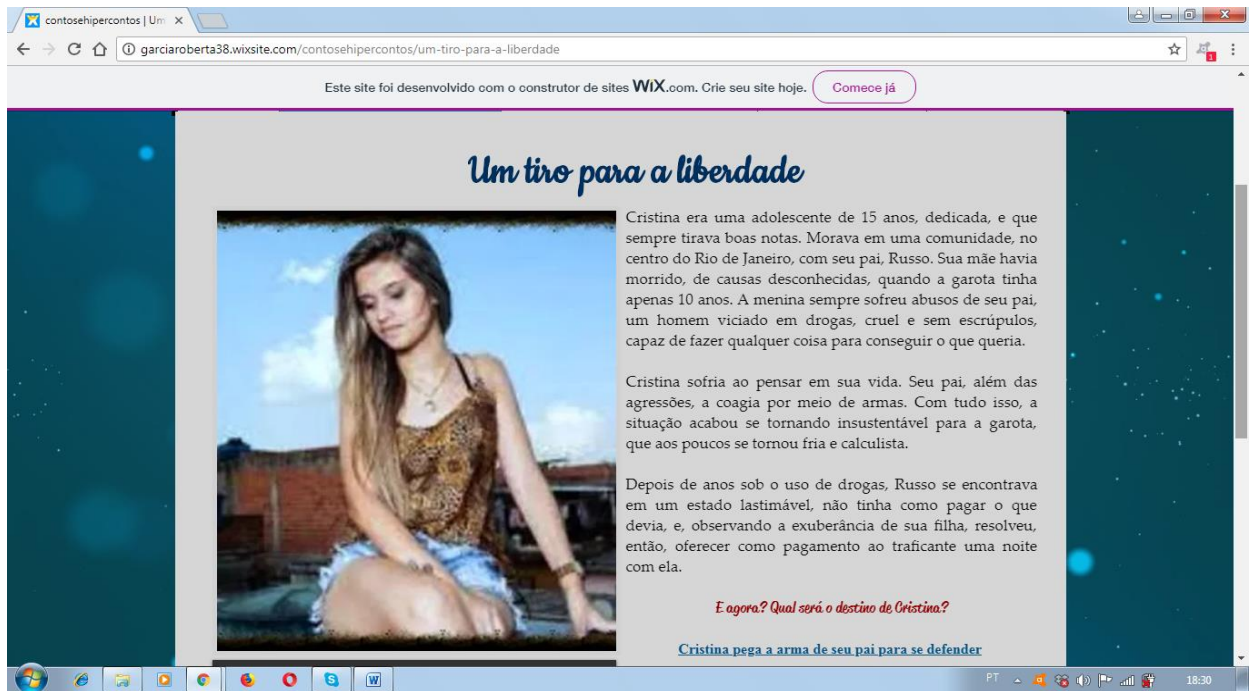 contosehipercontos | Um
garciaroberta38.wixsite.com/contosehipercontos/um-tiro-para-a-liberdade
Este site foi desenvolvido com o construtor de sites WiX.com. Crie seu site hoje. Comece já
Um tiro para a liberdade
Cristina era uma adolescente de 15 anos, dedicada, e que
sempre tirava boas notas. Morava em uma comunidade, no
centro do Rio de Janeiro, com seu pai, Russo. Sua mãe havia
morrido, de causas desconhecidas, quando a garota tinha
apenas 10 anos. A menina sempre sofreu abusos de seu pai,
um homem viciado em drogas, cruel e sem escrúpulos,
capaz de fazer qualquer coisa para conseguir o que queria.
Cristina sofria ao pensar em sua vida. Seu pai, além das
agressões, a coagia por meio de armas. Com tudo isso, a
situação acabou se tornando insustentável para a garota,
que aos poucos se tornou fria e calculista.
Depois de anos sob o uso de drogas, Russo se encontrava
em um estado lastimável, não tinha como pagar o que
devia, e, observando a exuberância de sua filha, resolveu,
então, oferecer como pagamento ao traficante uma noite
com ela.
E agora? Qual será o destino de Cristina?
Cristina pega a arma de seu pai para se defender
PT 18:30